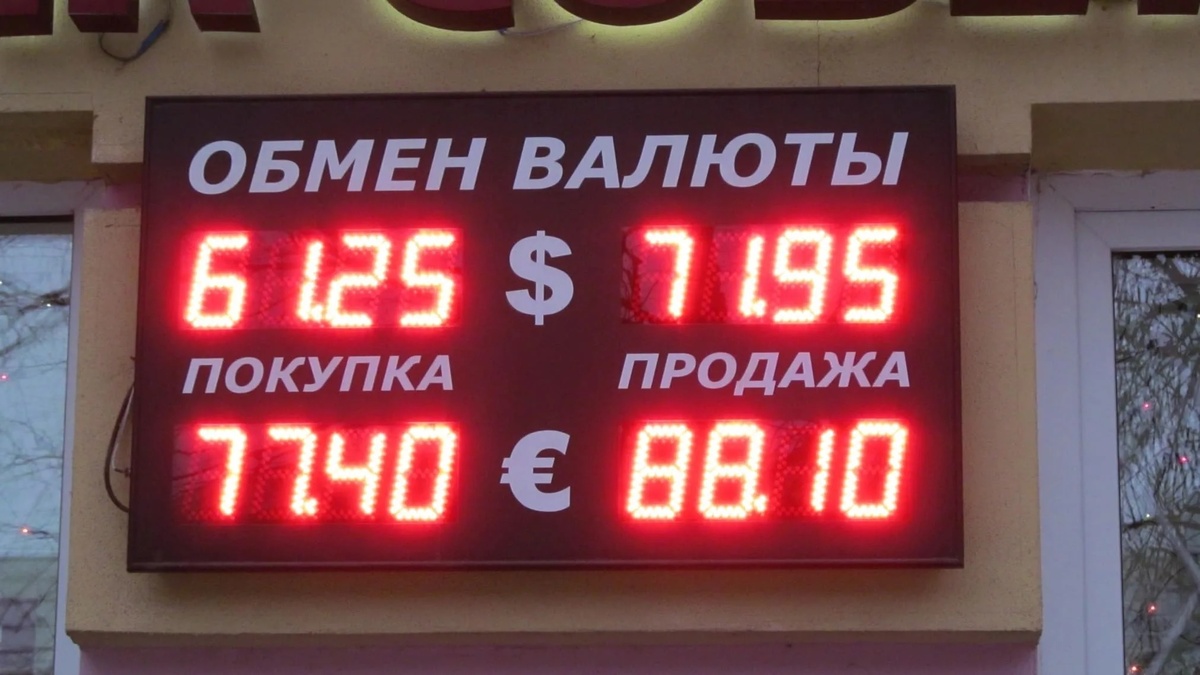 ОБМЕН ВАЛЮТЫ
61.25 $ 71.95
ПОКУПКА ПРОДАЖА
77.40 € 88.10